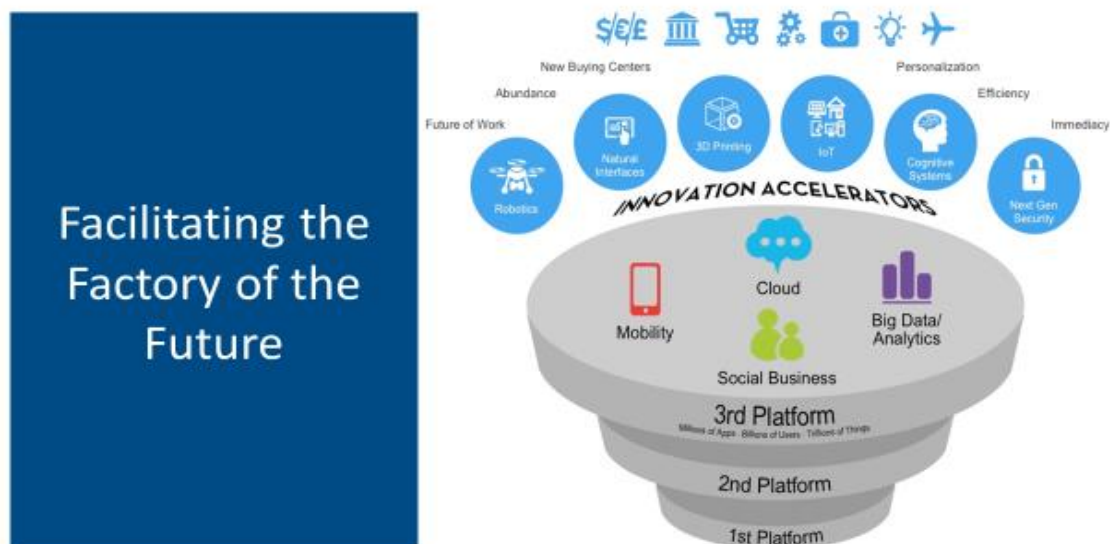 Facilitating the
Factory of the
Future
$/€/£
New Buying Centers
Personalization
Abundance
Efficiency
Future of Work
Immediacy
Robotics
Natural
Interfaces
3D Printing
IoT
Cognitive
Systems
Next Gen
Security
INNOVATION ACCELERATORS
Mobility
Cloud
Big Data/
Analytics
Social Business
3rd Platform
Millions of Apps . Billions of Users . Trillions of Things
2nd Platform
1st Platform